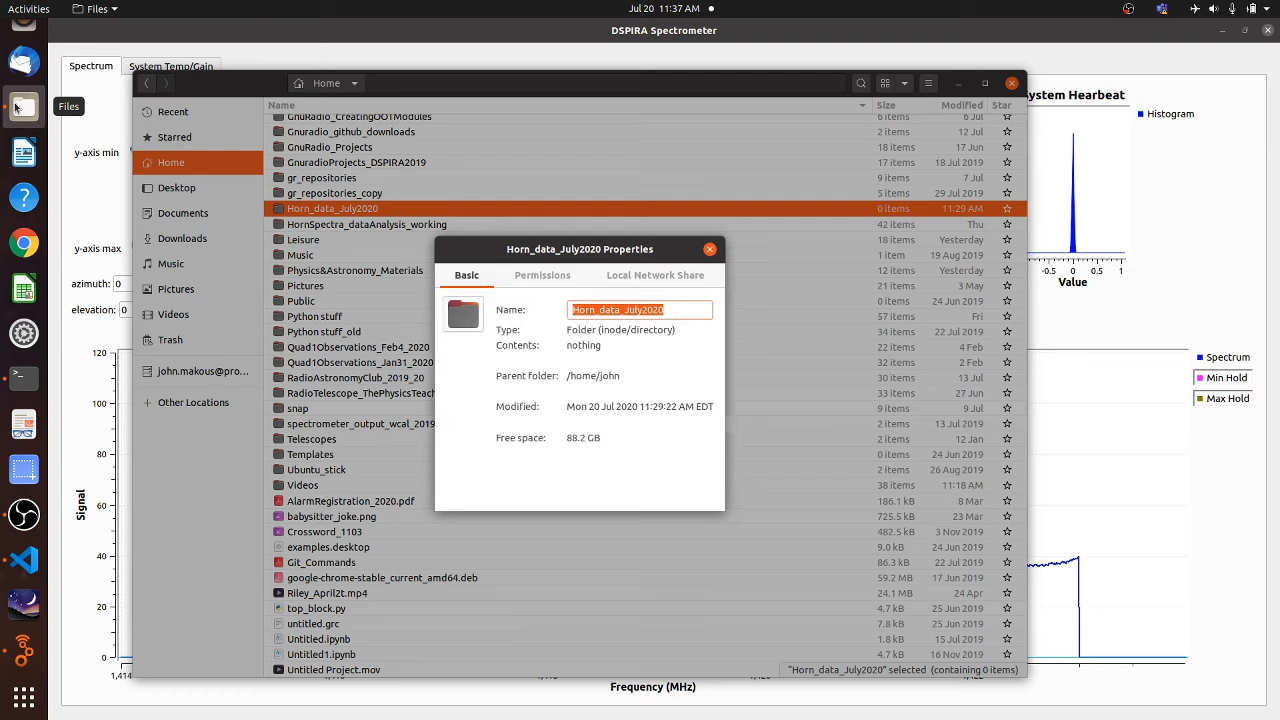 Activities
Files
Jul 20 11:37 AM
DSPIRA Spectrometer
Spectrum
System Temp/Gain
Files
Home
y-axis min
y-axis max
azimuth: 0
elevation: 0
Recent
Starred
Home
Desktop
Documents
Downloads
Music
Pictures
Videos
Trash
john.makous@pro...
Other Locations
Name Size Modified Star
GnuRadio_CreatingOOTModules 6 items 6 Jul
Gnuradio_github_downloads 2 items 12 Jul
GnuRadio_Projects 18 items 17 Jun
GnuradioProjects_DSPIRA2019 16 items 18 Jul 2019
gr_repositories 9 items 7 Jul
gr_repositories_copy 5 items 29 Jul 2019
Horn_data_July2020 0 items 11:29 AM
HornSpectra_dataAnalysis_working 42 items Thu
Leisure 18 items Yesterday
Music 1 item 19 Aug 2019
Physics&Astronomy_Materials 12 items Yesterday
Pictures 21 items 3 May
Public 0 items 24 Jun 2019
Python stuff 57 items Fri
Python stuff_old 34 items 22 Jul 2019
Quad1Observations_Feb4_2020 22 items 4 Feb
Quad1Observations_Jan31_2020 32 items 2 Feb
RadioAstronomyClub_2019_20 30 items 13 Jul
RadioTelescope_ThePhysicsTeach 33 items 27 Jun
snap 9 items 9 Jul
spectrometer_output_wcal_2019 288 items
Telescopes 2 items 12 Jan
Templates 0 items 24 Jun 2019
Ubuntu_stick 2 items 26 Aug 2019
Videos 38 items 11:18 AM
AlarmRegistration_2020.pdf 186.1 kB 8 Mar
babysitter_joke.png 725.5 kB 23 Mar
Crossword_1103 482.5 kB 3 Nov 2019
examples.desktop 9.0 kB 24 Jun 2019
Git_Commands 86.3 kB 22 Jul 2019
google-chrome-stable_current_amd64.deb 59.2 MB 17 Jun 2019
Riley_April2t.mp4 24.1 MB 24 Apr
top_block.py 4.7 kB 25 Jun 2019
untitled.grc 7.8 kB 25 Jun 2019
Untitled.ipynb 1.8 kB 15 Jul 2019
Untitled1.ipynb 4.7 kB 16 Nov 2019
Untitled Project.mov
"Horn_data_July2020" selected (containing 0 items)
Horn_data_July2020 Properties
Basic Permissions Local Network Share
Name: Horn_data_July2020
Type: Folder (inode/directory)
Contents: nothing
Parent folder: /home/john
Modified: Mon 20 Jul 2020 11:29:22 AM EDT
Free space: 88.2 GB
System Hearbeat
Histogram
-0.5 0 0.5 1
Value
Spectrum
Min Hold
Max Hold
120
100
80
60
40
20
0
Signal
1,414
Frequency (MHz)